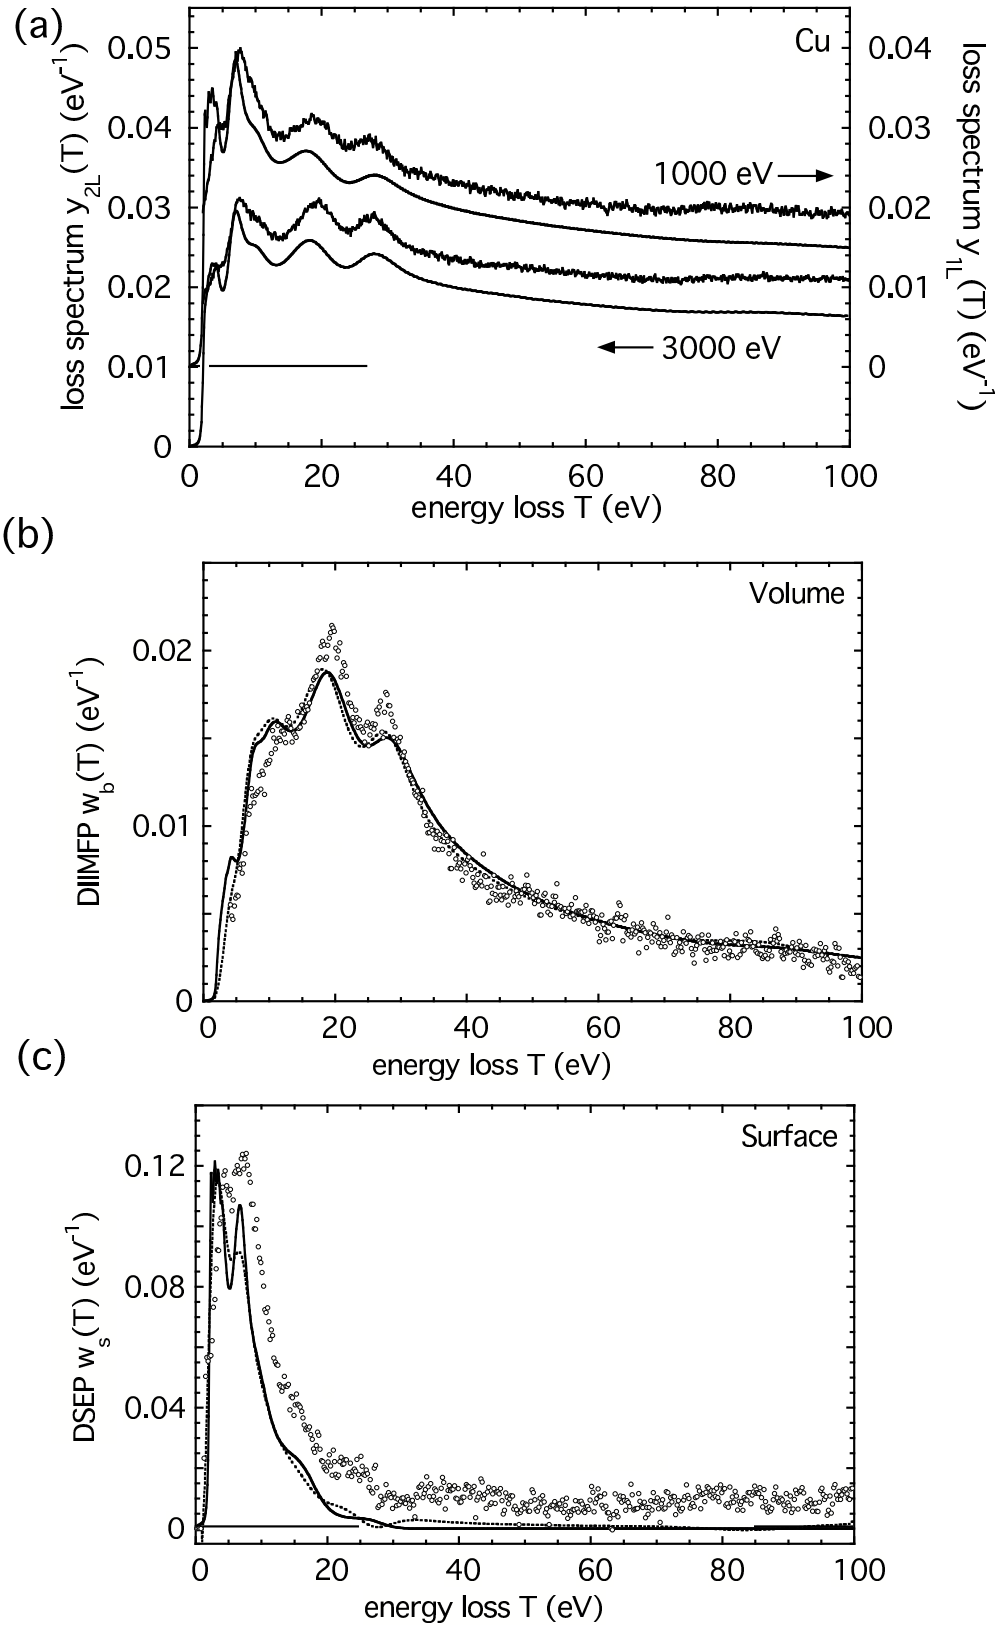 (a)
Cu
loss spectrum y2L(T) (eV-1)
0.05
0.04
0.03
0.02
0.01
0
0.04
0.03
0.02
0.01
0
loss spectrum y1L(T) (eV-1)
1000 eV
3000 eV
0 20 40 60 80 100
energy loss T (eV)
(b)
Volume
DIIMFP wb(T) (eV-1)
0.02
0.01
0
0 20 40 60 80 100
energy loss T (eV)
(c)
Surface
DSEP ws(T) (eV-1)
0.12
0.08
0.04
0
0 20 40 60 80 100
energy loss T (eV)